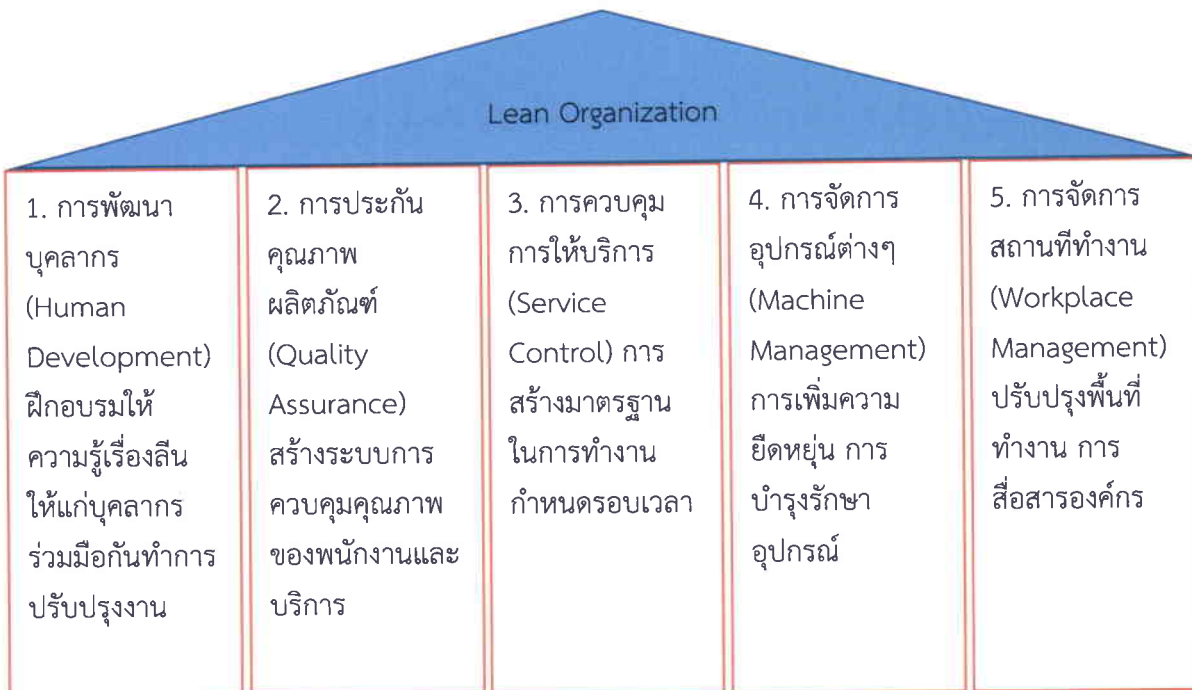 Lean Organization
1. การพัฒนา
บุคลากร
(Human
Development)
ฝึกอบรมให้
ความรู้เรื่องลีน
ให้แก่บุคลากร
ร่วมมือกันทำการ
ปรับปรุงงาน
2. การประกัน
คุณภาพ
ผลิตภัณฑ์
(Quality
Assurance)
สร้างระบบการ
ควบคุมคุณภาพ
ของพนักงานและ
บริการ
3. การควบคุม
การให้บริการ
(Service
Control) การ
สร้างมาตรฐาน
ในการทำงาน
กำหนดรอบเวลา
4. การจัดการ
อุปกรณ์ต่างๆ
(Machine
Management)
การเพิ่มความ
ยืดหยุ่น การ
บำรุงรักษา
อุปกรณ์
5. การจัดการ
สถานทีทำงาน
(Workplace
Management)
ปรับปรุงพื้นที่
ทำงาน การ
สื่อสารองค์กร